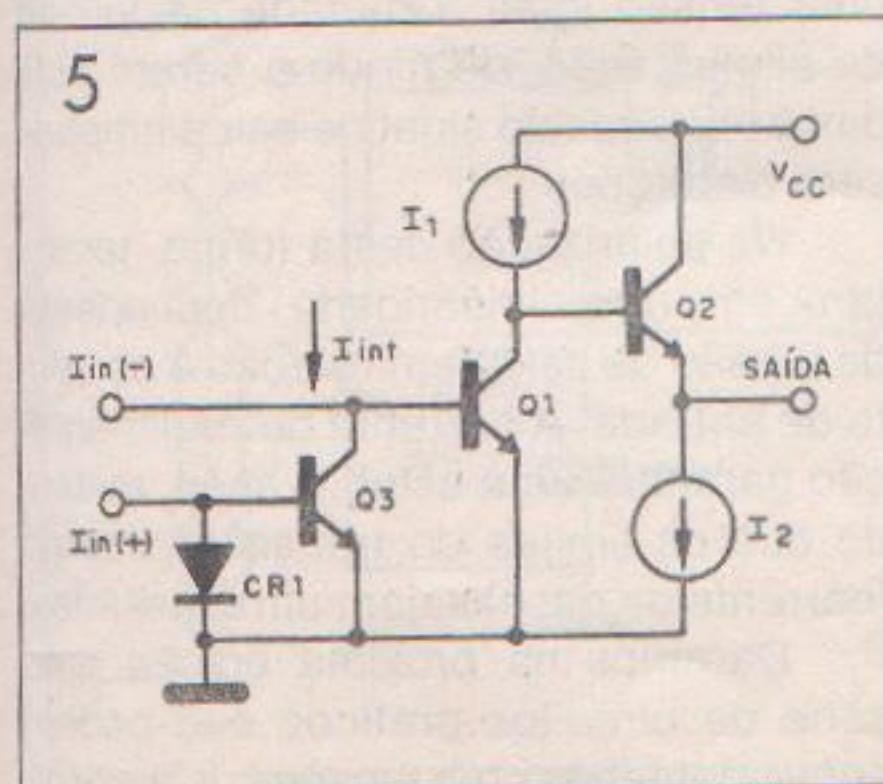 5
VCC
I1
Q2
Iint
Iin(-)
SAÍDA
Q1
Q3
Iin(+)
I2
CR1